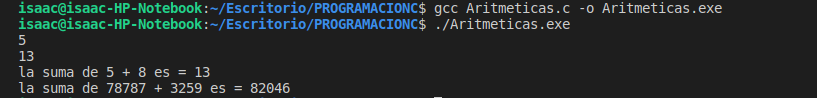 isaac@isaac-HP-Notebook:~/Escritorio/PROGRAMACIONC$ gcc Aritmeticas.c -o Aritmeticas.exe
isaac@isaac-HP-Notebook:~/Escritorio/PROGRAMACIONC$ ./Aritmeticas.exe
5
13
la suma de 5 + 8 es = 13
la suma de 78787 + 3259 es = 82046